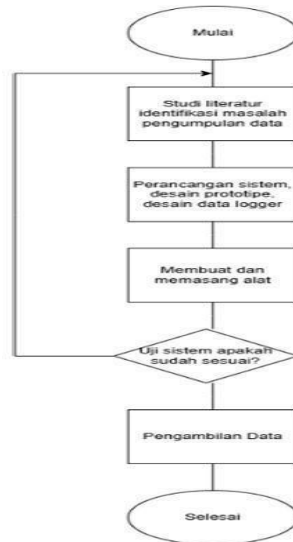 Mulai
Studi literatur
identifikasi masalah
pengumpulan data
Perancangan sistem,
desain prototipe,
desain data logger
Membuat dan
memasang alat
Uji sistem apakah
sudah sesuai?
Pengambilan Data
Selesai